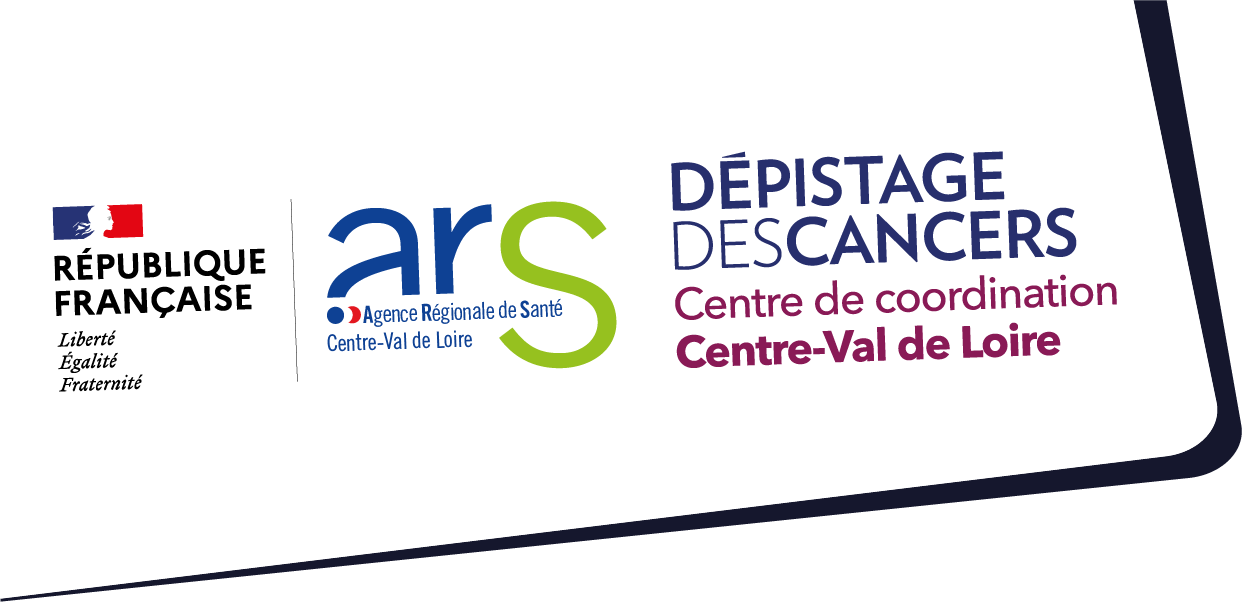 RÉPUBLIQUE
FRANÇAISE
Liberté
Égalité
Fraternité
ars
Agence Régionale de Santé
Centre-Val de Loire
DÉPISTAGE
DESCANCERS
Centre de coordination
Centre-Val de Loire